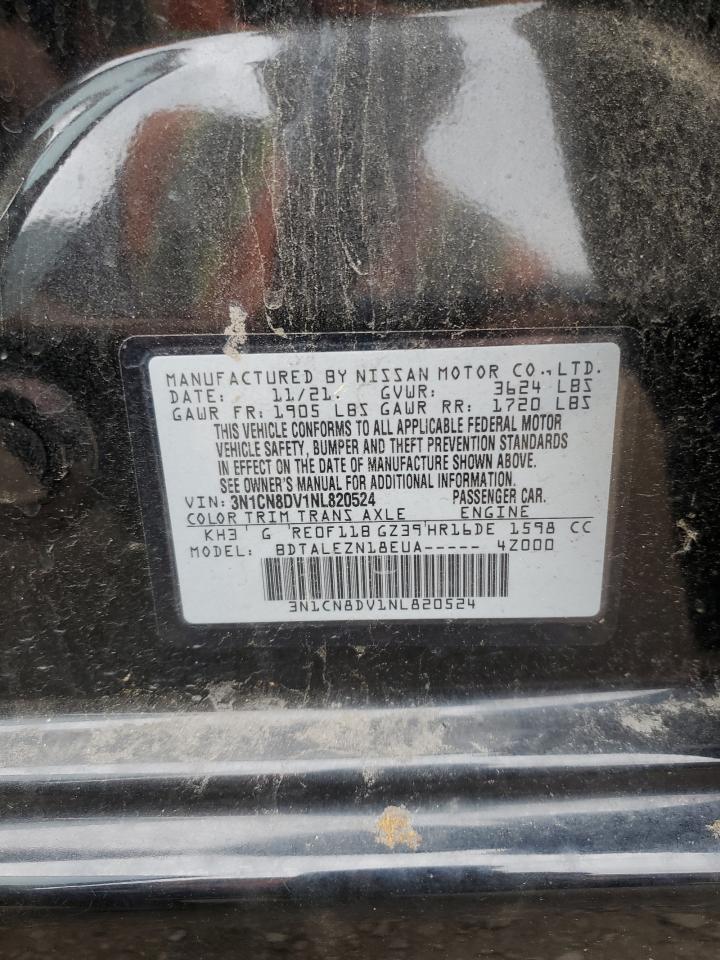 MANUFACTURED BY NISSAN MOTOR CO.,LTD.
DATE: 11/21 GVWR: 3624 LBS
GAWR FR: 1905 LBS GAWR RR: 1720 LBS
THIS VEHICLE CONFORMS TO ALL APPLICABLE FEDERAL MOTOR
VEHICLE SAFETY, BUMPER AND THEFT PREVENTION STANDARDS
IN EFFECT ON THE DATE OF MANUFACTURE SHOWN ABOVE.
SEE OWNER'S MANUAL FOR ADDITIONAL INFORMATION.
VIN: 3N1CN8DV1NL820524 PASSENGER CAR.
COLOR TRIM TRANS AXLE ENGINE
KH3 G RE0F11B GZ39 HR16DE 1598 CC
MODEL: BDTALEZN18EUA----- 4Z000
3N1CN8DV1NL820524